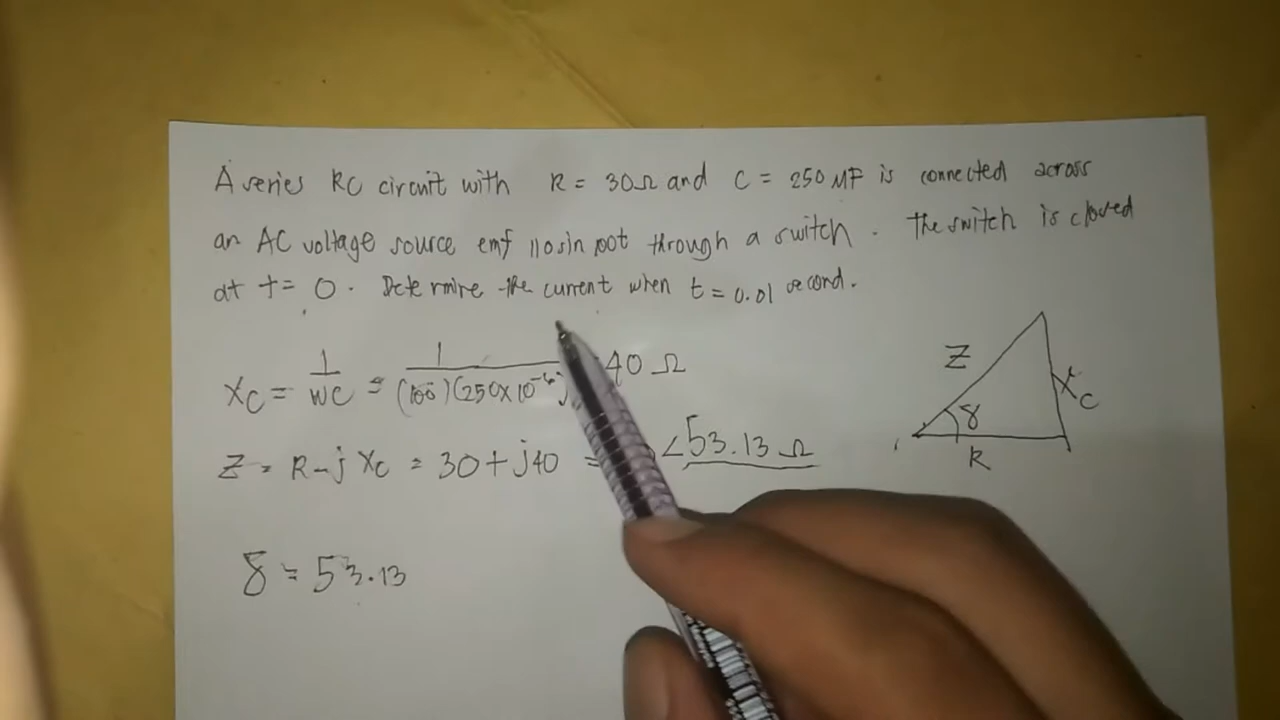 A series RC circuit with R = 30Ω and C = 250 MF is connected across
an AC voltage source emf 110sin 100t through a switch. The switch is closed
at t = 0. Determine the current when t = 0.01 second.
Xc = 1/WC = 1/(100)(250x10^-6) = 40 Ω
Z = R-j Xc = 30+j40 = ∠53.13 Ω
Z
γ
Xc
R
γ = 53.13